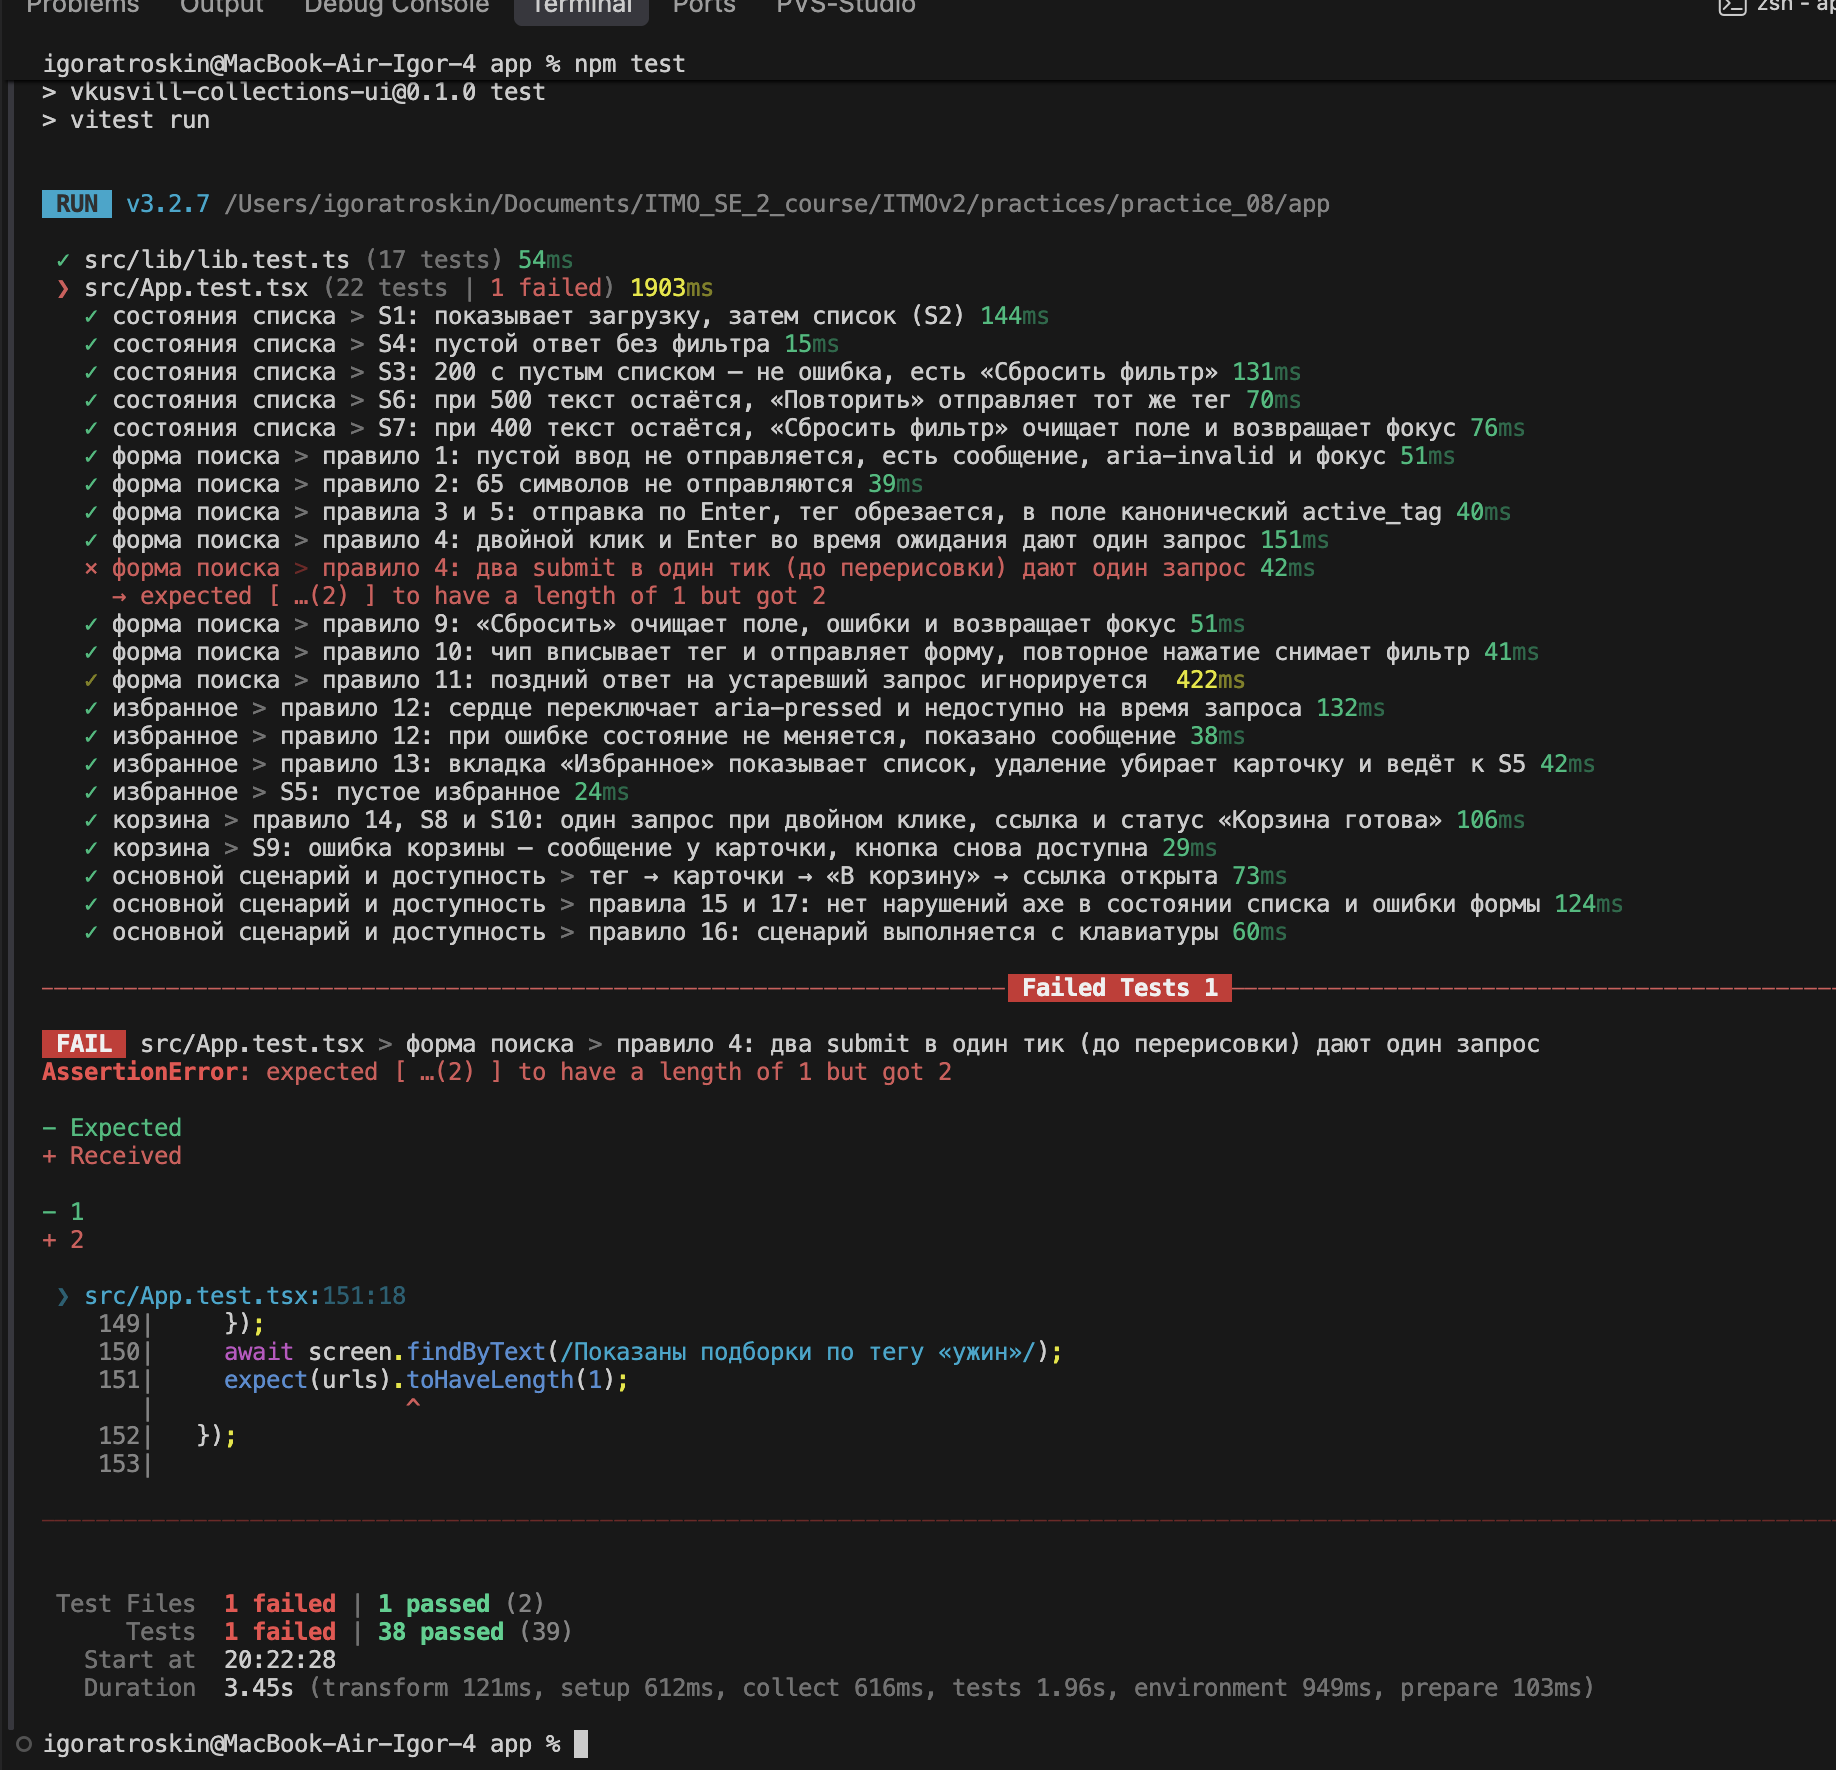 Problems Output Debug Console Terminal Ports PVS-Studio zsh - ap
igoratroskin@MacBook-Air-Igor-4 app % npm test
> vkusvill-collections-ui@0.1.0 test
> vitest run
RUN v3.2.7 /Users/igoratroskin/Documents/ITMO_SE_2_course/ITMOv2/practices/practice_08/app
✓ src/lib/lib.test.ts (17 tests) 54ms
❯ src/App.test.tsx (22 tests | 1 failed) 1903ms
✓ состояния списка > S1: показывает загрузку, затем список (S2) 144ms
✓ состояния списка > S4: пустой ответ без фильтра 15ms
✓ состояния списка > S3: 200 с пустым списком — не ошибка, есть «Сбросить фильтр» 131ms
✓ состояния списка > S6: при 500 текст остаётся, «Повторить» отправляет тот же тег 70ms
✓ состояния списка > S7: при 400 текст остаётся, «Сбросить фильтр» очищает поле и возвращает фокус 76ms
✓ форма поиска > правило 1: пустой ввод не отправляется, есть сообщение, aria-invalid и фокус 51ms
✓ форма поиска > правило 2: 65 символов не отправляются 39ms
✓ форма поиска > правила 3 и 5: отправка по Enter, тег обрезается, в поле канонический active_tag 40ms
✓ форма поиска > правило 4: двойной клик и Enter во время ожидания дают один запрос 151ms
× форма поиска > правило 4: два submit в один тик (до перерисовки) дают один запрос 42ms
→ expected [ …(2) ] to have a length of 1 but got 2
✓ форма поиска > правило 9: «Сбросить» очищает поле, ошибки и возвращает фокус 51ms
✓ форма поиска > правило 10: чип вписывает тег и отправляет форму, повторное нажатие снимает фильтр 41ms
✓ форма поиска > правило 11: поздний ответ на устаревший запрос игнорируется 422ms
✓ избранное > правило 12: сердце переключает aria-pressed и недоступно на время запроса 132ms
✓ избранное > правило 12: при ошибке состояние не меняется, показано сообщение 38ms
✓ избранное > правило 13: вкладка «Избранное» показывает список, удаление убирает карточку и ведёт к S5 42ms
✓ избранное > S5: пустое избранное 24ms
✓ корзина > правило 14, S8 и S10: один запрос при двойном клике, ссылка и статус «Корзина готова» 106ms
✓ корзина > S9: ошибка корзины — сообщение у карточки, кнопка снова доступна 29ms
✓ основной сценарий и доступность > тег → карточки → «В корзину» → ссылка открыта 73ms
✓ основной сценарий и доступность > правила 15 и 17: нет нарушений axe в состоянии списка и ошибки формы 124ms
✓ основной сценарий и доступность > правило 16: сценарий выполняется с клавиатуры 60ms
Failed Tests 1
FAIL src/App.test.tsx > форма поиска > правило 4: два submit в один тик (до перерисовки) дают один запрос
AssertionError: expected [ …(2) ] to have a length of 1 but got 2
- Expected
+ Received
- 1
+ 2
❯ src/App.test.tsx:151:18
149| });
150| await screen.findByText(/Показаны подборки по тегу «ужин»/);
151| expect(urls).toHaveLength(1);
| ^
152| });
153|
Test Files 1 failed | 1 passed (2)
Tests 1 failed | 38 passed (39)
Start at 20:22:28
Duration 3.45s (transform 121ms, setup 612ms, collect 616ms, tests 1.96s, environment 949ms, prepare 103ms)
igoratroskin@MacBook-Air-Igor-4 app %